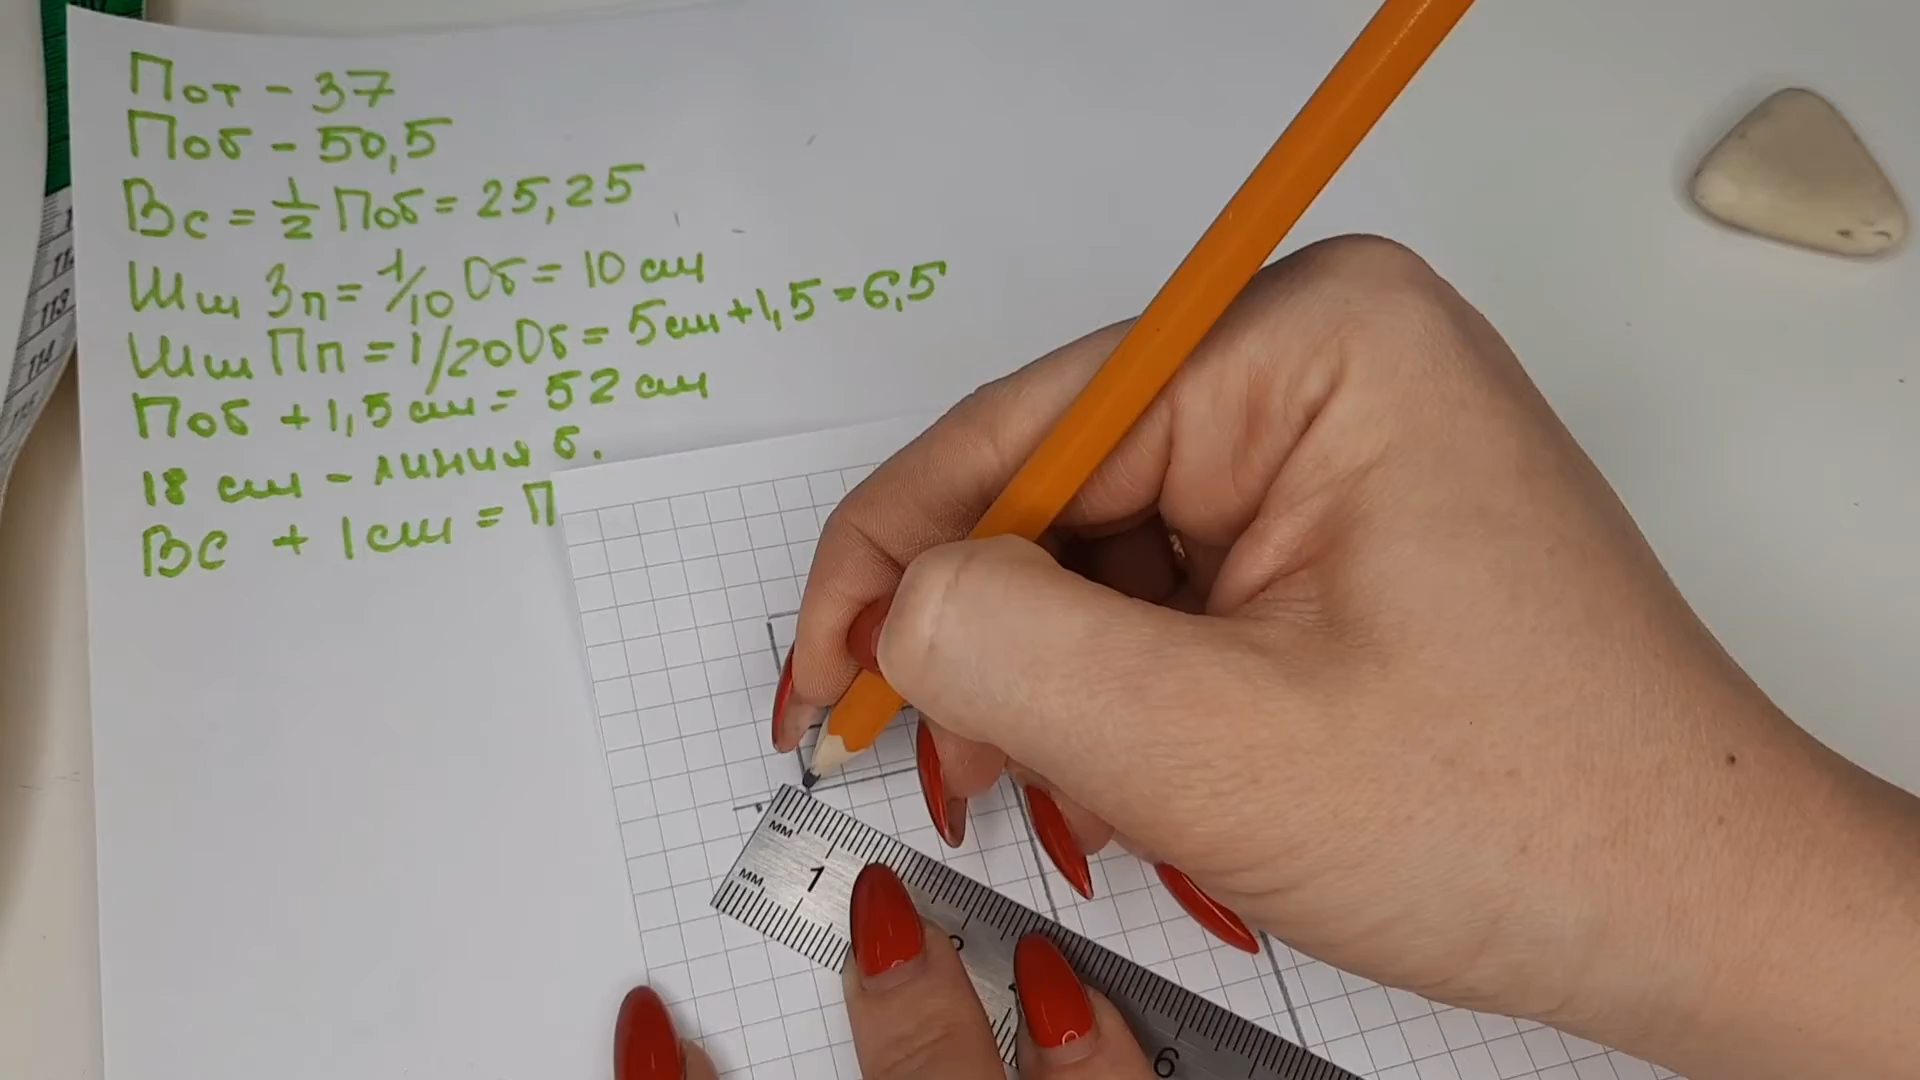 Пот - 37
Поб - 50,5
Вс = 1/2 Поб = 25,25
Шш Зп = 1/10 Об = 10 см
Шш Пп = 1/20 Об = 5 см + 1,5 = 6,5
Поб + 1,5 см = 52 см
18 см - линия б.
ВС + 1 см = П
мм
мм
1
6